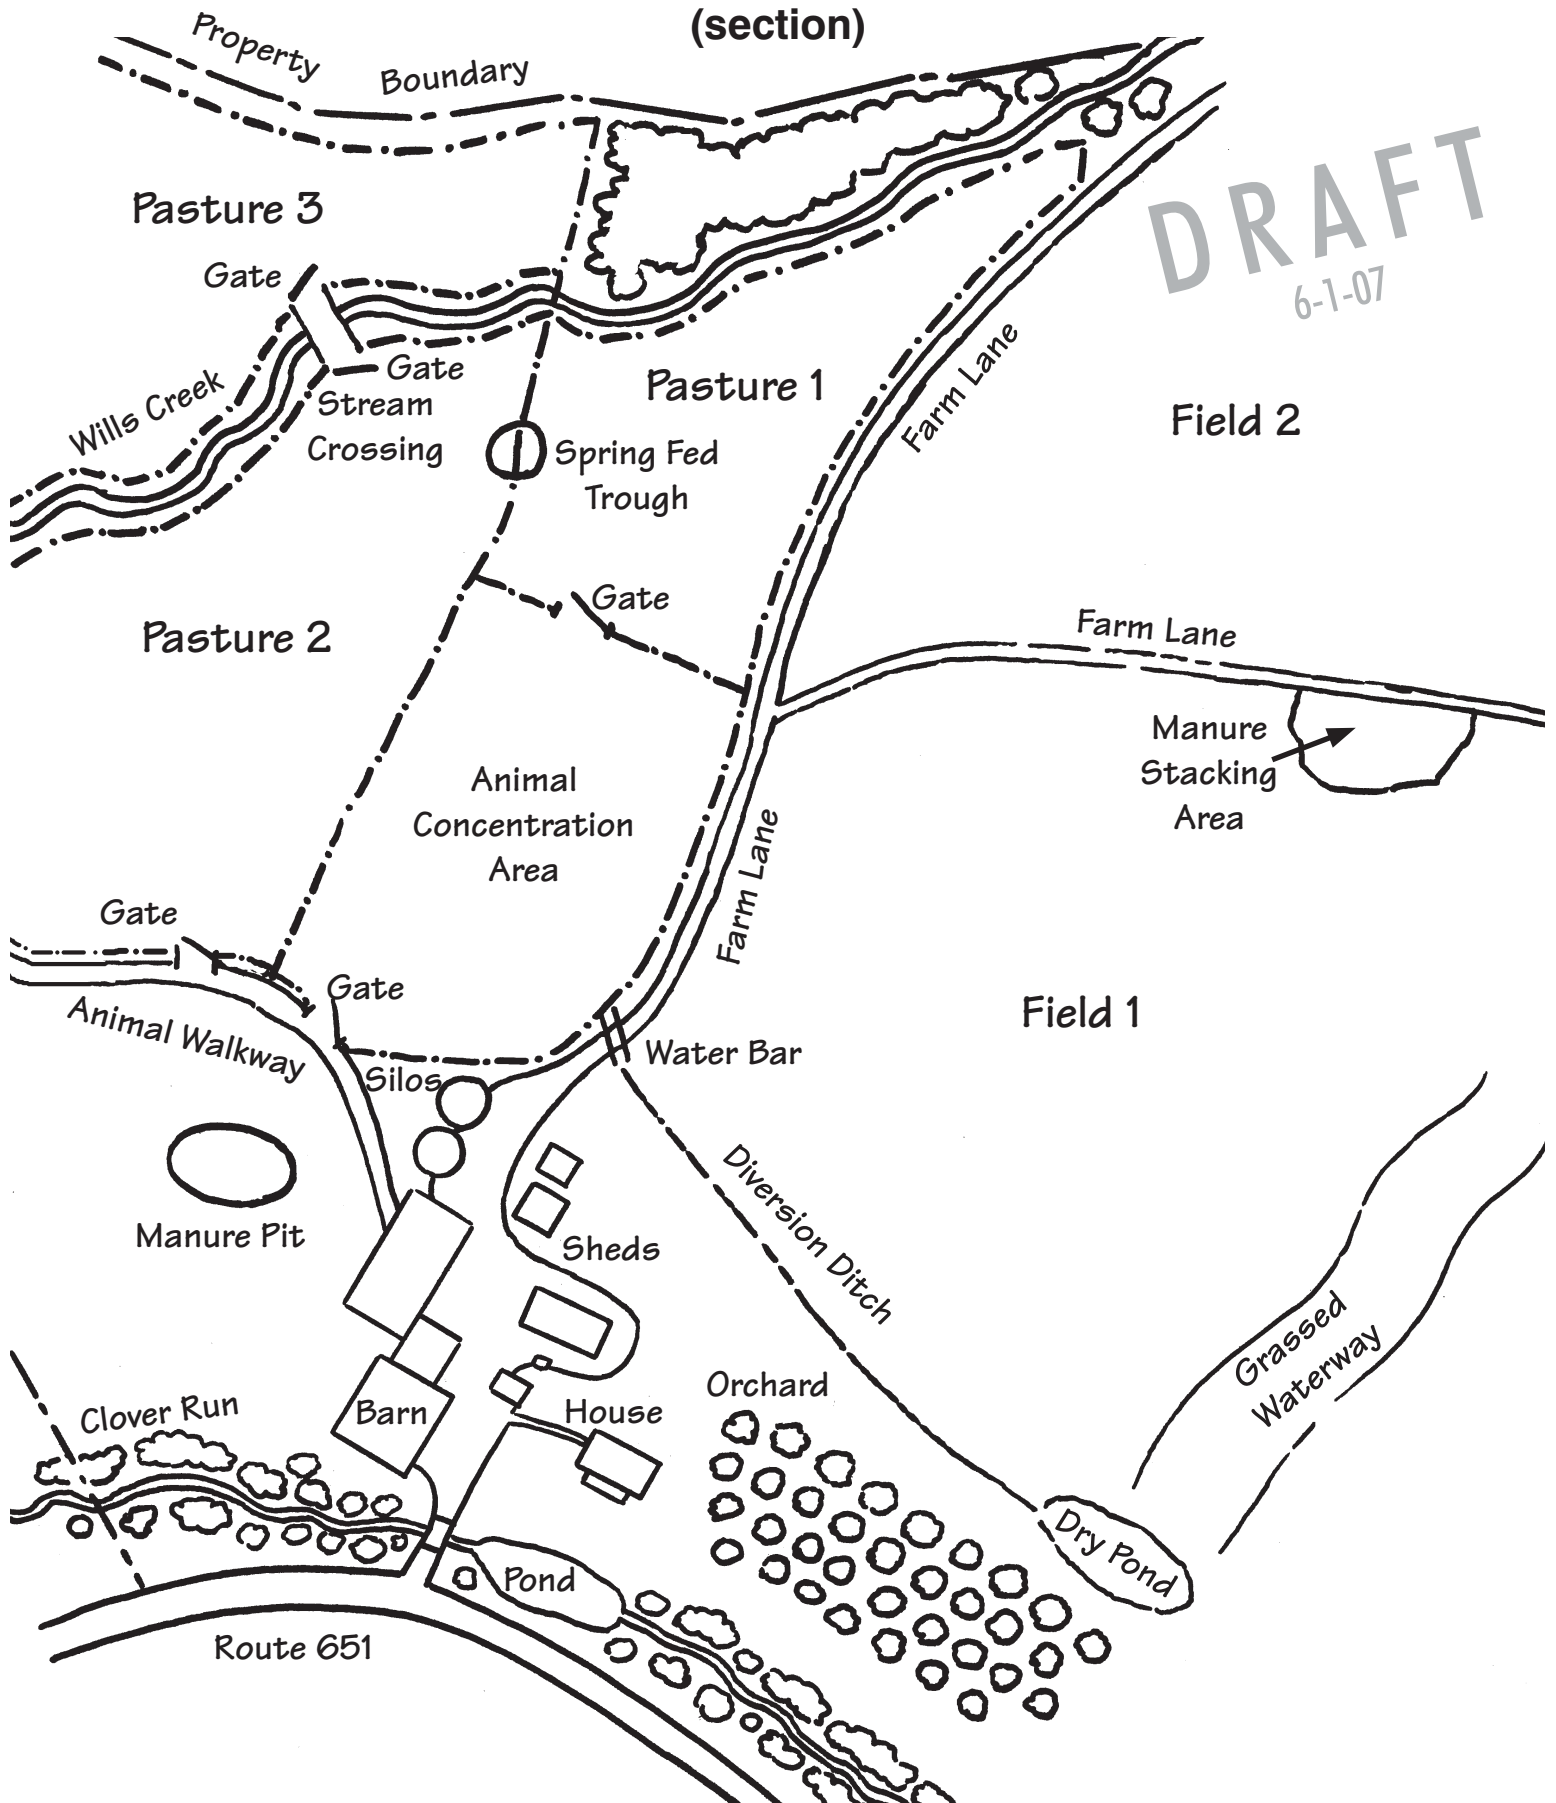 (section)
Property
Boundary
DRAFT
6-1-07
Pasture 3
Gate
Gate
Wills Creek
Stream
Crossing
Pasture 1
Farm Lane
Field 2
Spring Fed
Trough
Gate
Pasture 2
Farm Lane
Manure
Stacking
Area
Animal
Concentration
Area
Farm Lane
Gate
Gate
Animal Walkway
Field 1
Water Bar
Silos
Manure Pit
Diversion Ditch
Sheds
Grassed
Waterway
Orchard
Clover Run
Barn
House
Dry Pond
Pond
Route 651